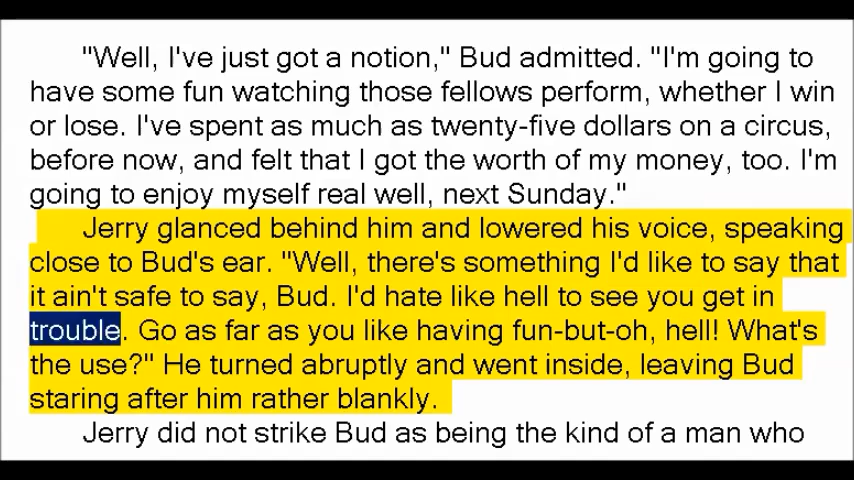 "Well, I've just got a notion," Bud admitted. "I'm going to
have some fun watching those fellows perform, whether I win
or lose. I've spent as much as twenty-five dollars on a circus,
before now, and felt that I got the worth of my money, too. I'm
going to enjoy myself real well, next Sunday."
Jerry glanced behind him and lowered his voice, speaking
close to Bud's ear. "Well, there's something I'd like to say that
it ain't safe to say, Bud. I'd hate like hell to see you get in
trouble. Go as far as you like having fun-but-oh, hell! What's
the use?" He turned abruptly and went inside, leaving Bud
staring after him rather blankly.
Jerry did not strike Bud as being the kind of a man who